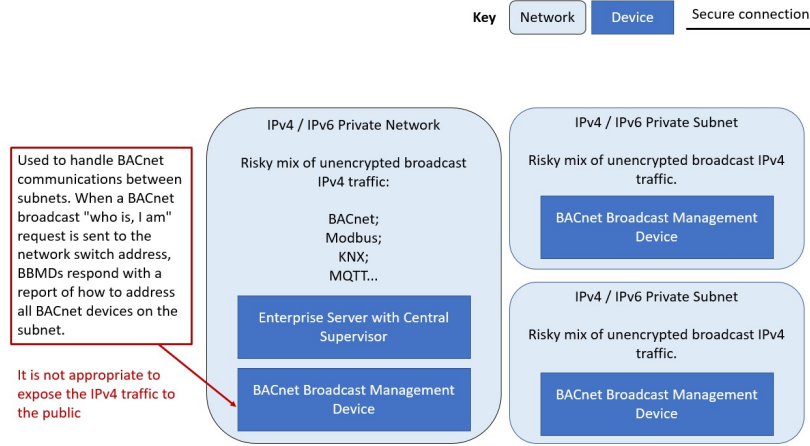 Key
Network
Device
Secure connection
Used to handle BACnet
communications between
subnets. When a BACnet
broadcast "who is, I am"
request is sent to the
network switch address,
BBMDs respond with a
report of how to address
all BACnet devices on the
subnet.
It is not appropriate to
expose the IPv4 traffic to
the public
IPv4 / IPv6 Private Network
Risky mix of unencrypted broadcast
IPv4 traffic:
BACnet;
Modbus;
KNX;
MQTT...
Enterprise Server with Central
Supervisor
BACnet Broadcast Management
Device
IPv4 / IPv6 Private Subnet
Risky mix of unencrypted broadcast IPv4
traffic.
BACnet Broadcast Management
Device
IPv4 / IPv6 Private Subnet
Risky mix of unencrypted broadcast IPv4
traffic.
BACnet Broadcast Management
Device